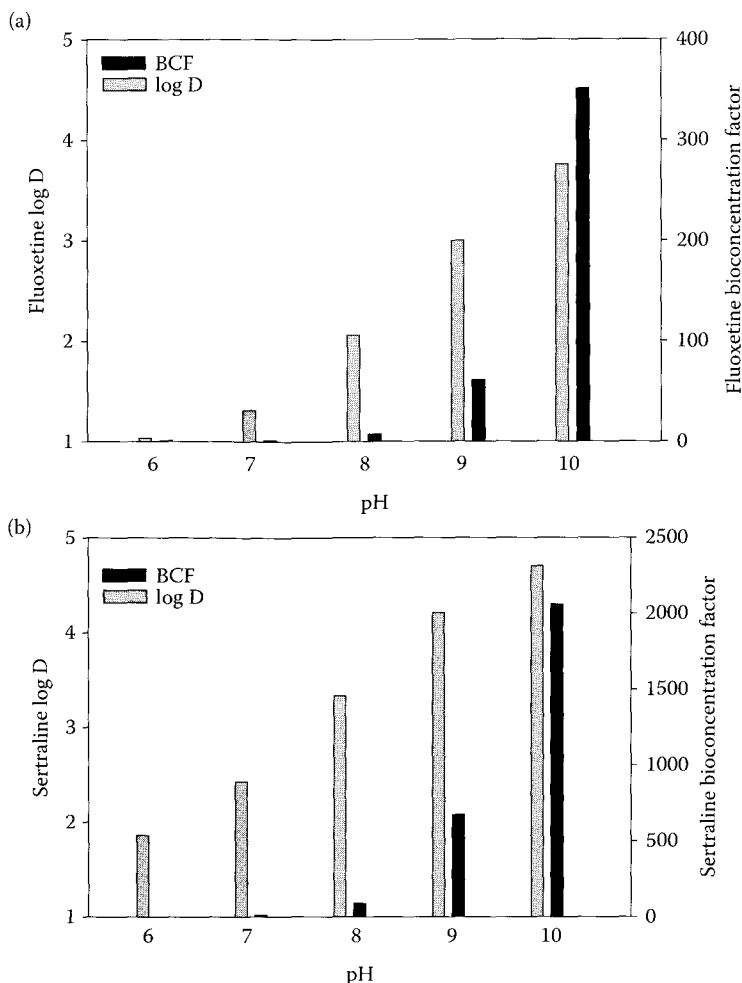 (a)
5
4
3
2
1
400
300
200
100
0
BCF
log D
Fluoxetine log D
Fluoxetine bioconcentration factor
6 7 8 9 10
pH
(b)
5
4
3
2
1
2500
2000
1500
1000
500
0
BCF
log D
Sertraline log D
Sertraline bioconcentration factor
6 7 8 9 10
pH